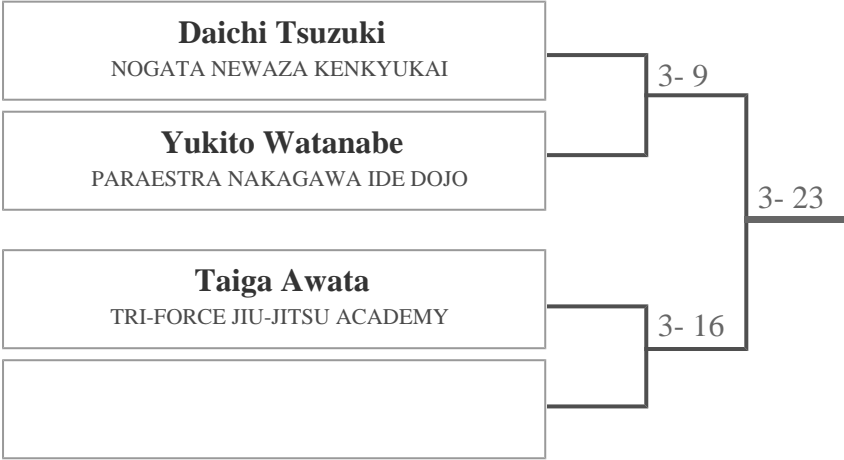 Daichi Tsuzuki
NOGATA NEWAZA KENKYUKAI
3- 9
Yukito Watanabe
PARAESTRA NAKAGAWA IDE DOJO
3- 23
Taiga Awata
TRI-FORCE JIU-JITSU ACADEMY
3- 16